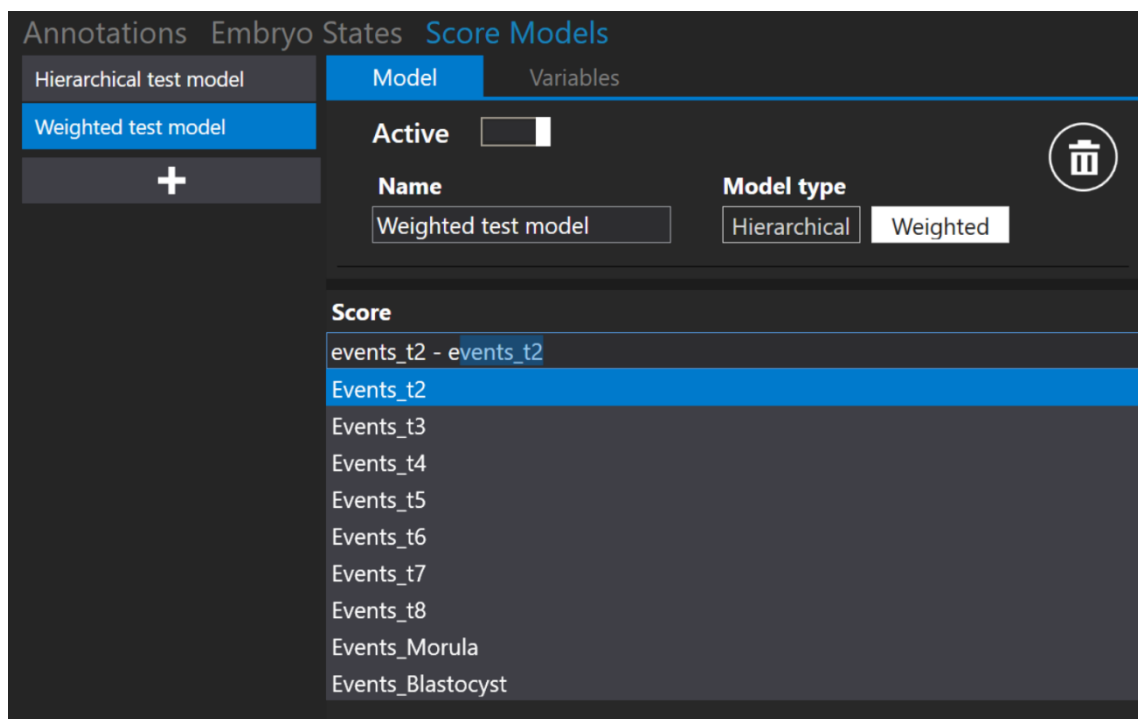 Annotations Embryo States Score Models
Hierarchical test model
Weighted test model
Model Variables
Active
Name Model type
Weighted test model Hierarchical Weighted
Score
events_t2 - events_t2
Events_t2
Events_t3
Events_t4
Events_t5
Events_t6
Events_t7
Events_t8
Events_Morula
Events_Blastocyst